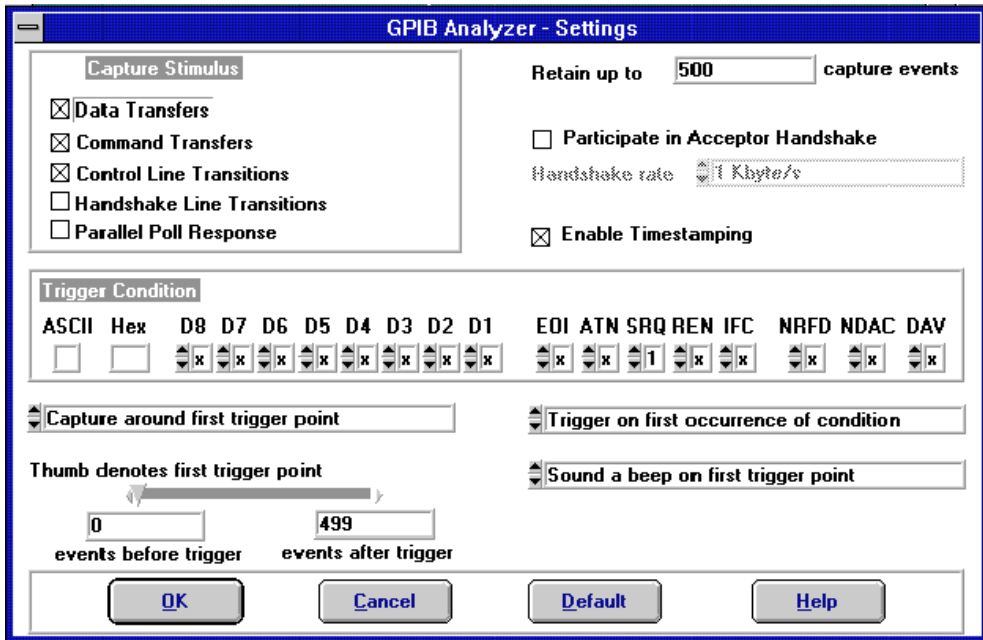 GPIB Analyzer - Settings
Capture Stimulus
Data Transfers
Command Transfers
Control Line Transitions
Handshake Line Transitions
Parallel Poll Response
Retain up to 500 capture events
Participate in Acceptor Handshake
Handshake rate 1 Kbyte/s
Enable Timestamping
Trigger Condition
ASCII Hex D8 D7 D6 D5 D4 D3 D2 D1 EOI ATN SRQ REN IFC NRFD NDAC DAV
x x x x x x x x x x 1 x x x x x
Capture around first trigger point
Trigger on first occurrence of condition
Thumb denotes first trigger point
Sound a beep on first trigger point
0 499
events before trigger events after trigger
OK Cancel Default Help